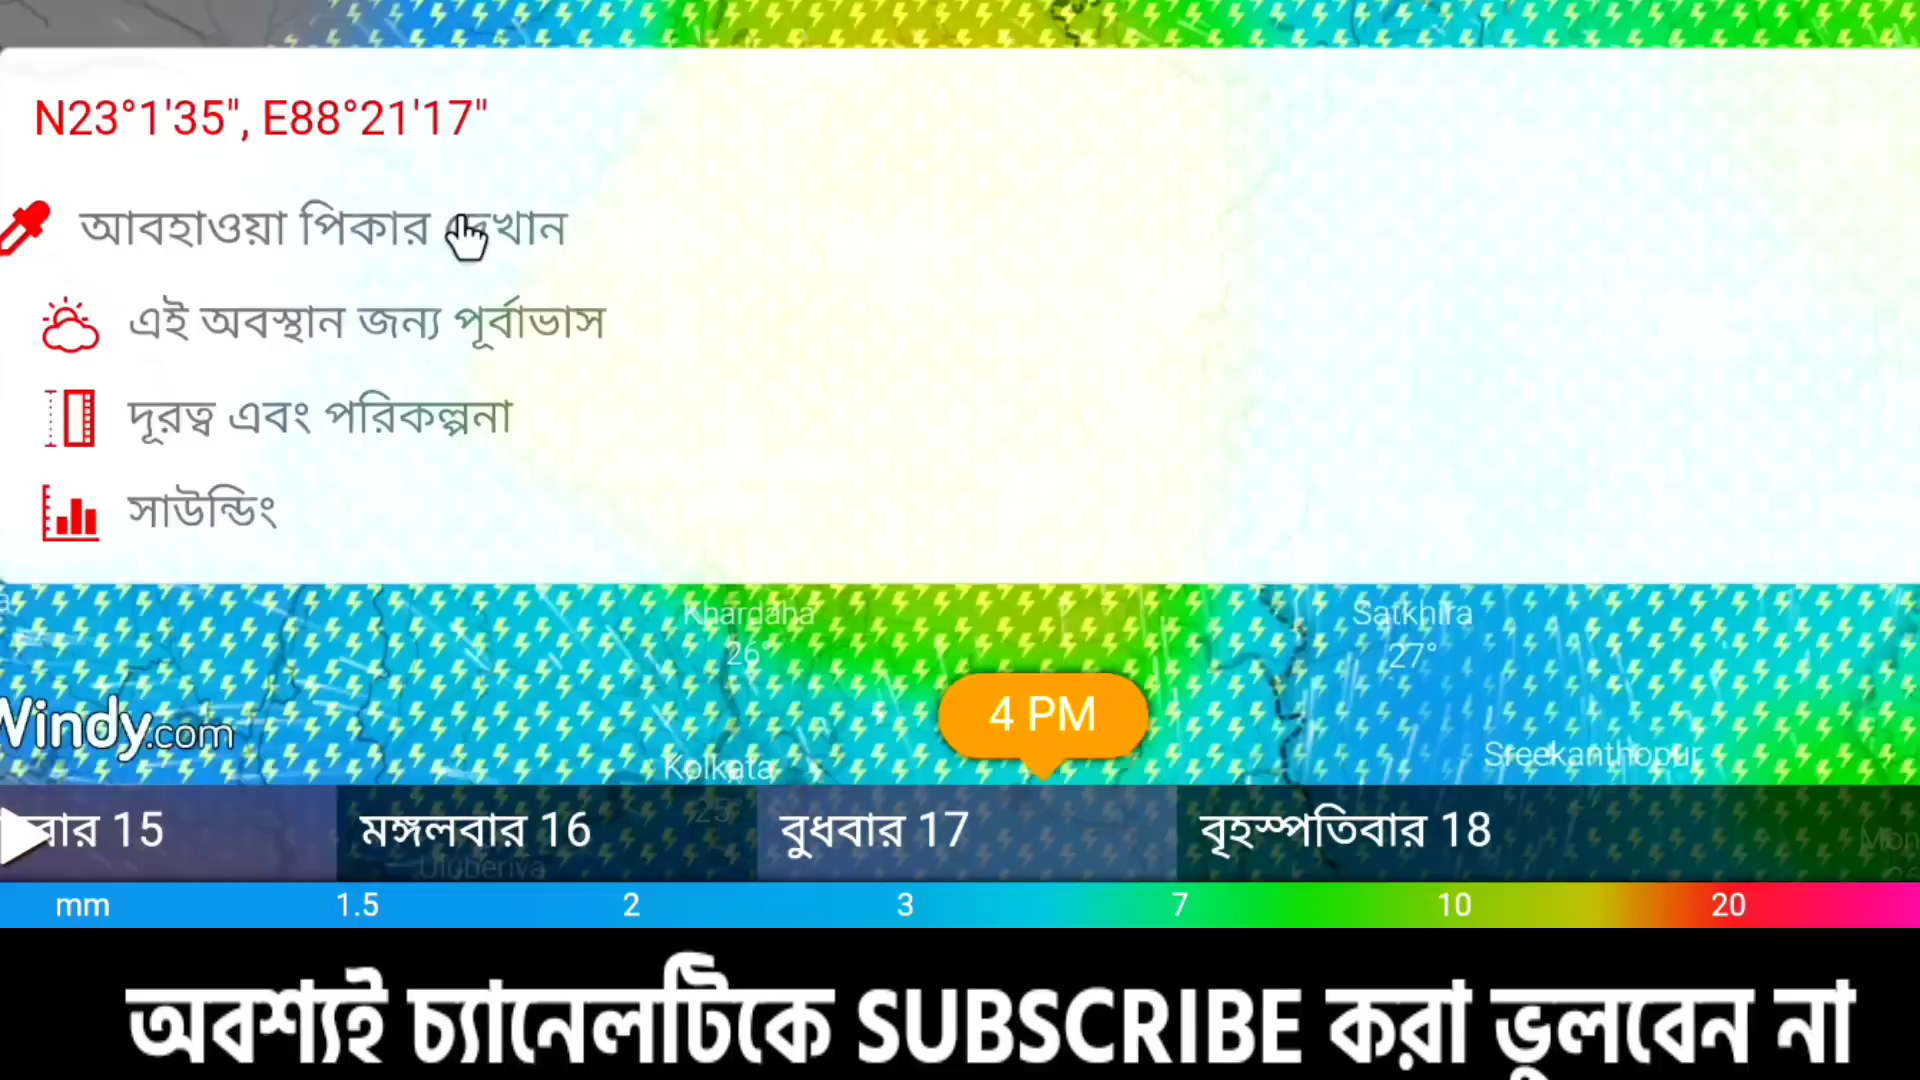 N23°1'35", E88°21'17"
আবহাওয়া পিকার দেখান
এই অবস্থান জন্য পূর্বাভাস
দূরত্ব এবং পরিকল্পনা
সাউন্ডিং
Khardaha
26°
Satkhira
27°
4 PM
Windy.com
Kolkata
25
Sreekanthopur
বার 15
মঙ্গলবার 16
বুধবার 17
বৃহস্পতিবার 18
Uluberiya
mm 1.5 2 3 7 10 20
অবশ্যই চ্যানেলটিকে SUBSCRIBE করা ভুলবেন না